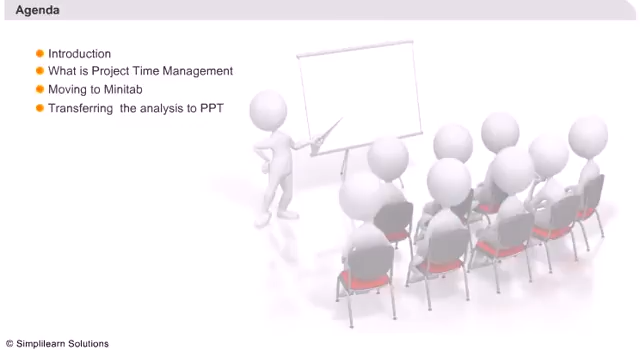 Agenda
Introduction
What is Project Time Management
Moving to Minitab
Transferring the analysis to PPT
© Simplilearn Solutions